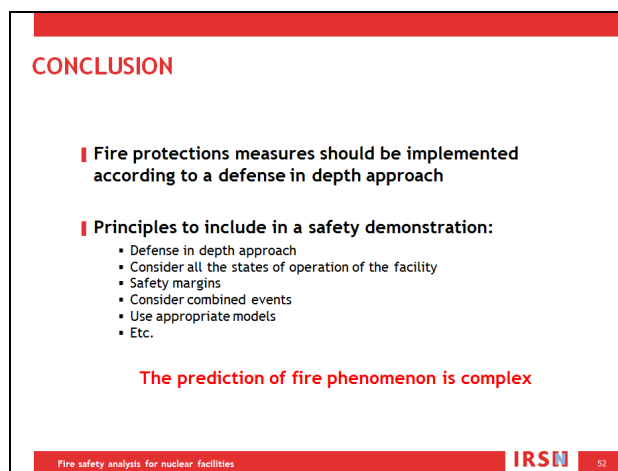 CONCLUSION
Fire protections measures should be implemented
according to a defense in depth approach
Principles to include in a safety demonstration:
▪ Defense in depth approach
▪ Consider all the states of operation of the facility
▪ Safety margins
▪ Consider combined events
▪ Use appropriate models
▪ Etc.
The prediction of fire phenomenon is complex
Fire safety analysis for nuclear facilities
IRSN
52